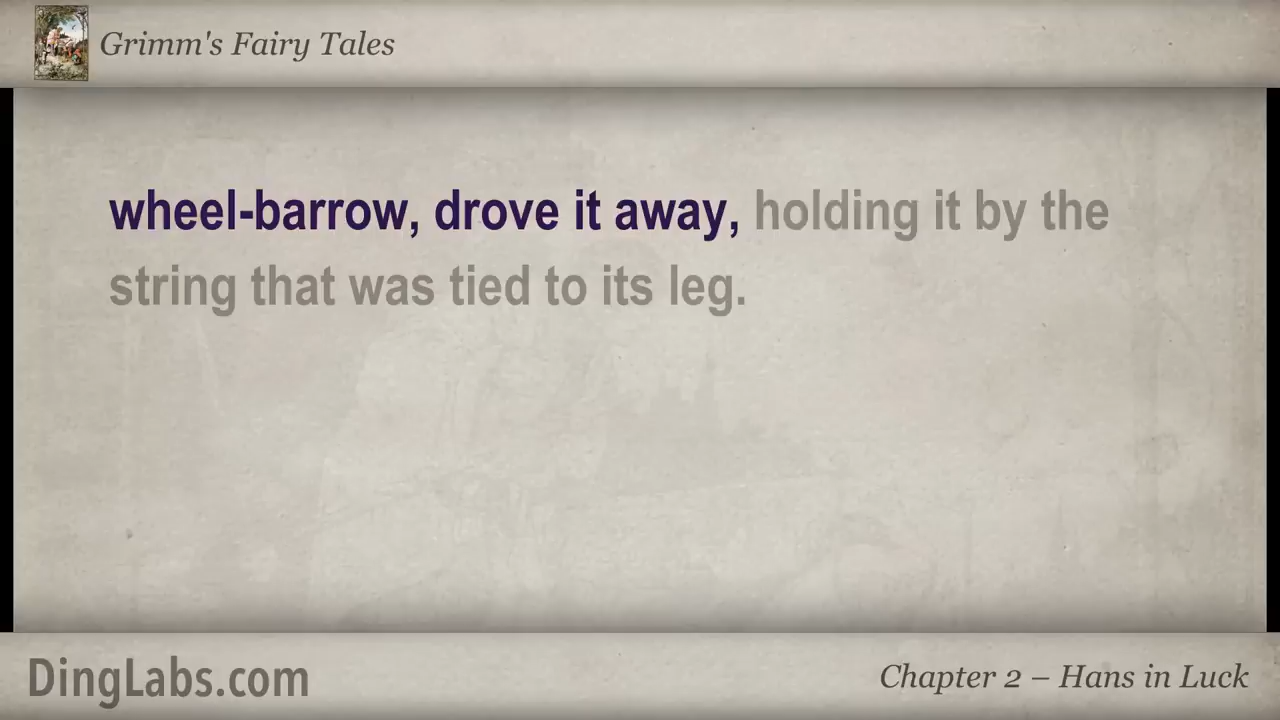 Grimm's Fairy Tales
wheel-barrow, drove it away, holding it by the
string that was tied to its leg.
DingLabs.com
Chapter 2 – Hans in Luck